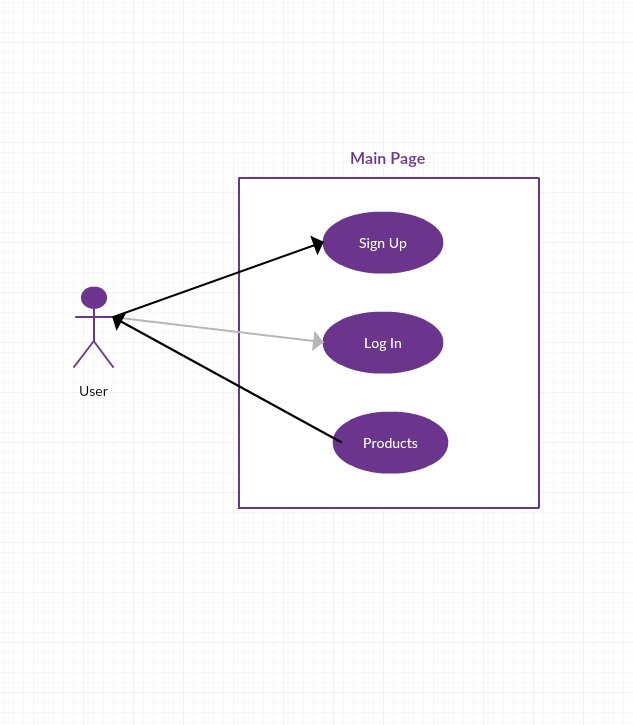 Main Page
Sign Up
Log In
Products
User